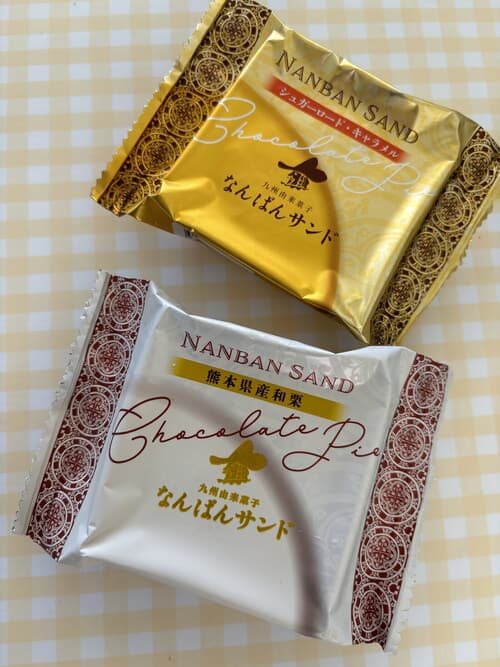 NANBAN SAND
シュガーロード・キャラメル
Chocolate Pie
九州由来菓子
なんばんサンド
NANBAN SAND
熊本県産和栗
Chocolate Pie
九州由来菓子
なんばんサンド